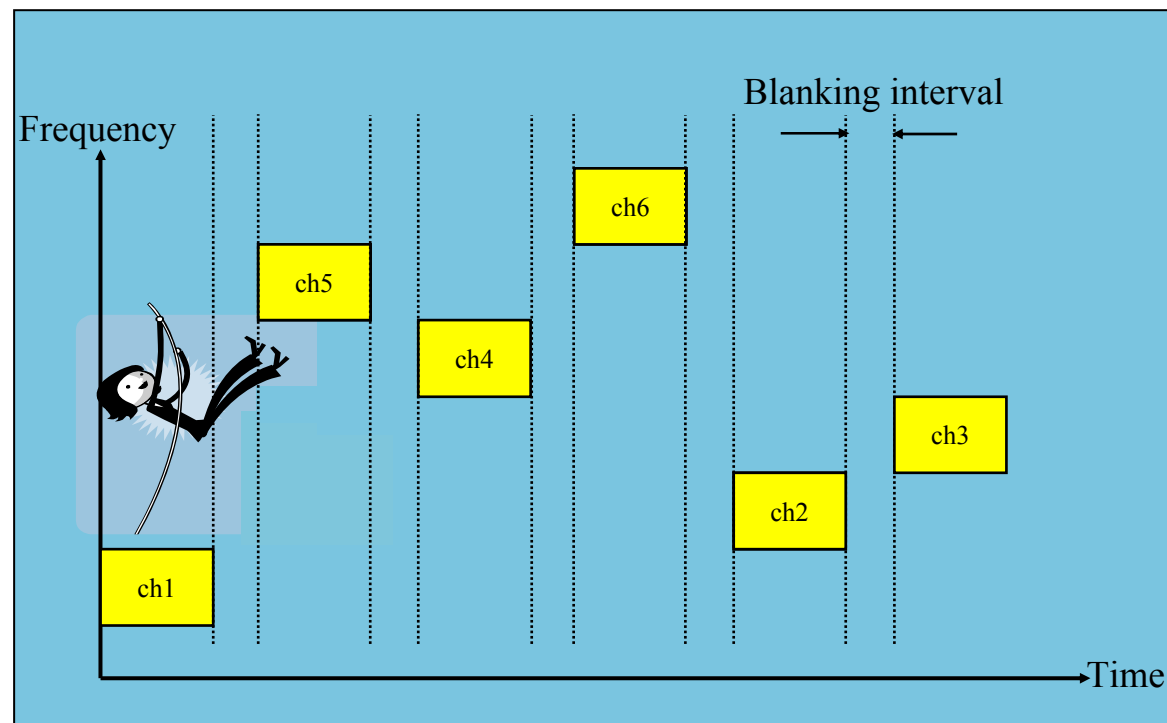 Blanking interval
Frequency
ch6
ch5
ch4
ch3
ch2
ch1
Time